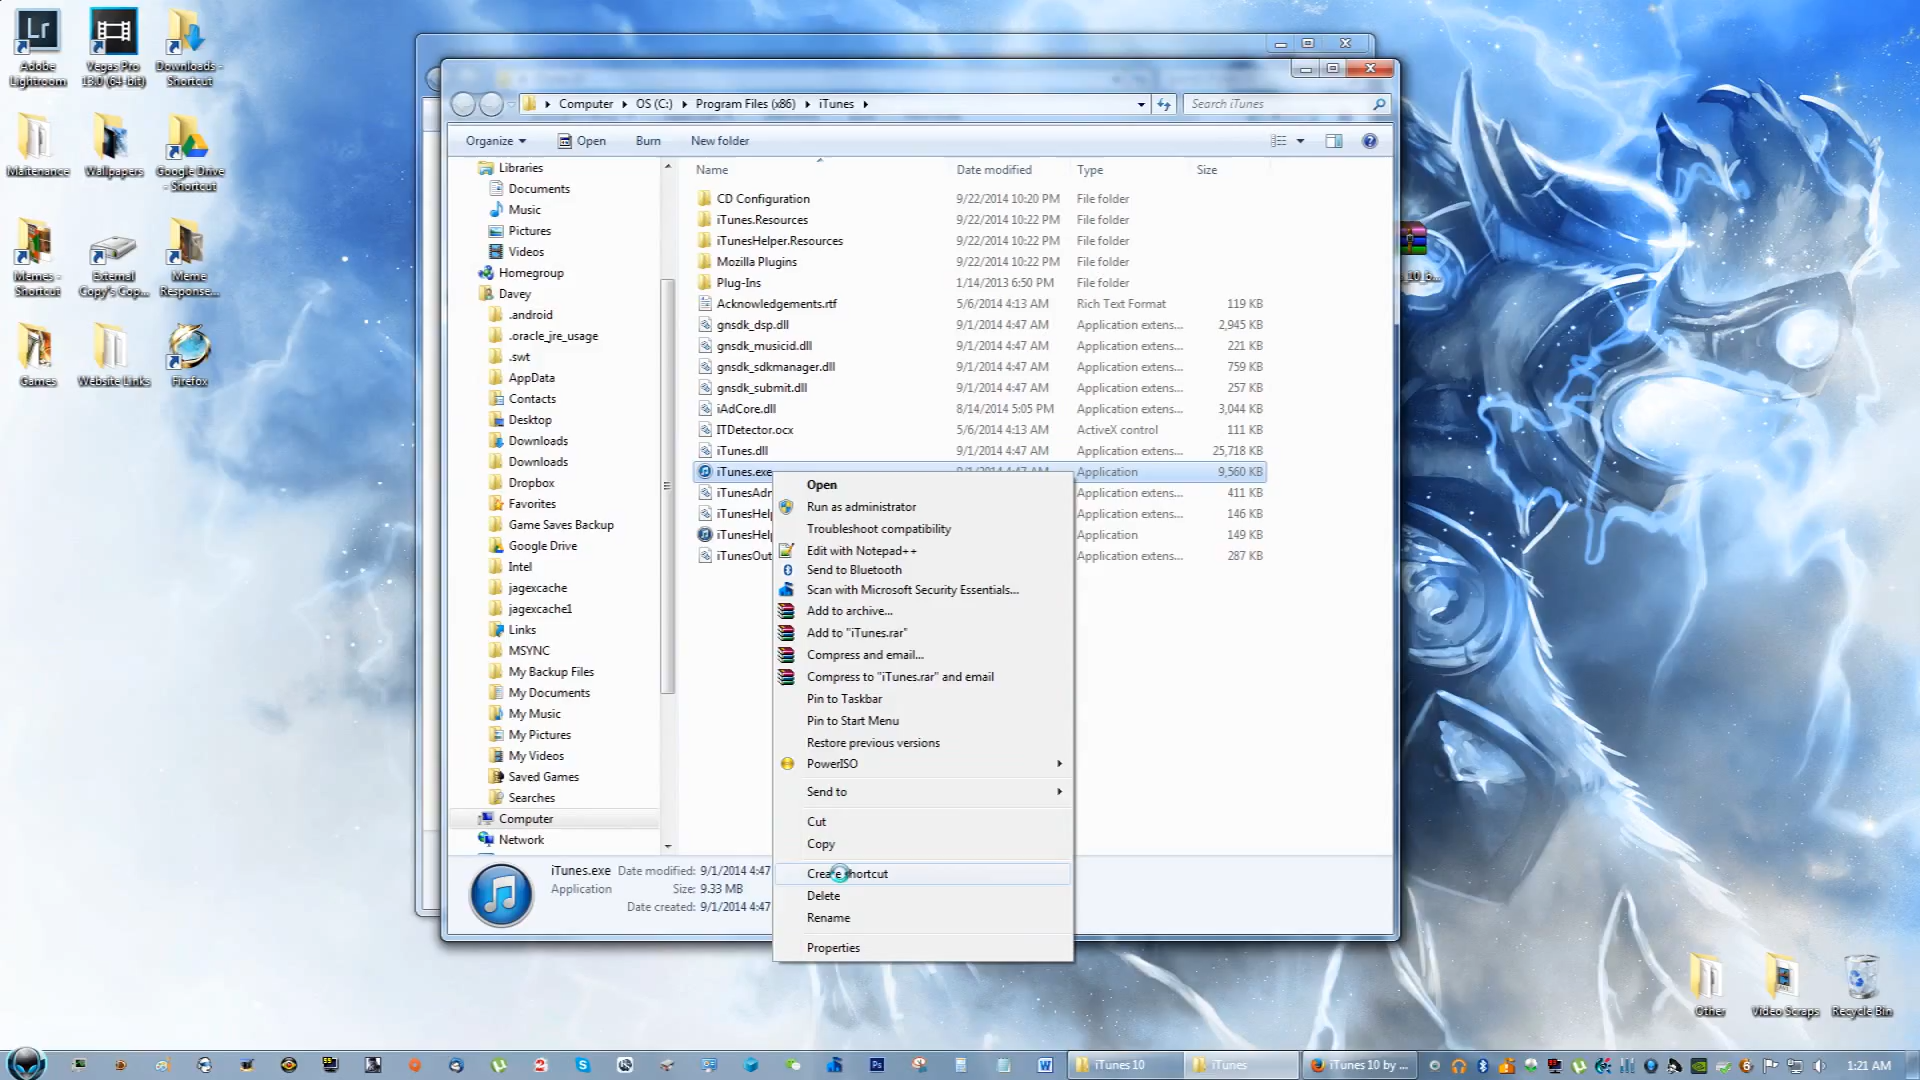 Adobe Lightroom
Vegas Pro 13.0 (64-bit)
Downloads - Shortcut
Maitenance
Wallpapers
Google Drive - Shortcut
Memes - Shortcut
External Copy's Cop...
Meme Response...
Games
Website Links
Firefox
Computer
OS (C:)
Program Files (x86)
iTunes
Search iTunes
Organize
Open
Burn
New folder
Libraries
Documents
Music
Pictures
Videos
Homegroup
Davey
.android
.oracle_jre_usage
.swt
AppData
Contacts
Desktop
Downloads
Downloads
Dropbox
Favorites
Game Saves Backup
Google Drive
Intel
jagexcache
jagexcache1
Links
MSYNC
My Backup Files
My Documents
My Music
My Pictures
My Videos
Saved Games
Searches
Computer
Network
Name Date modified Type Size
CD Configuration 9/22/2014 10:20 PM File folder
iTunes.Resources 9/22/2014 10:22 PM File folder
iTunesHelper.Resources 9/22/2014 10:22 PM File folder
Mozilla Plugins 9/22/2014 10:22 PM File folder
Plug-Ins 1/14/2013 6:50 PM File folder
Acknowledgements.rtf 5/6/2014 4:13 AM Rich Text Format 119 KB
gnsdk_dsp.dll 9/1/2014 4:47 AM Application extens... 2,945 KB
gnsdk_musicid.dll 9/1/2014 4:47 AM Application extens... 221 KB
gnsdk_sdkmanager.dll 9/1/2014 4:47 AM Application extens... 759 KB
gnsdk_submit.dll 9/1/2014 4:47 AM Application extens... 257 KB
iAdCore.dll 8/14/2014 5:05 PM Application extens... 3,044 KB
ITDetector.ocx 5/6/2014 4:13 AM ActiveX control 111 KB
iTunes.dll 9/1/2014 4:47 AM Application extens... 25,718 KB
iTunes.exe 9/1/2014 4:47 AM Application 9,560 KB
iTunesAdr Application extens... 411 KB
iTunesHelp Application extens... 146 KB
iTunesHelp Application 149 KB
iTunesOut Application extens... 287 KB
Open
Run as administrator
Troubleshoot compatibility
Edit with Notepad++
Send to Bluetooth
Scan with Microsoft Security Essentials...
Add to archive...
Add to "iTunes.rar"
Compress and email...
Compress to "iTunes.rar" and email
Pin to Taskbar
Pin to Start Menu
Restore previous versions
PowerISO
Send to
Cut
Copy
Create shortcut
Delete
Rename
Properties
iTunes.exe Date modified: 9/1/2014 4:47
Application Size: 9.33 MB
Date created: 9/1/2014 4:47
Other
Video Scraps
Recycle Bin
iTunes 10
iTunes
iTunes 10 by ...
1:21 AM